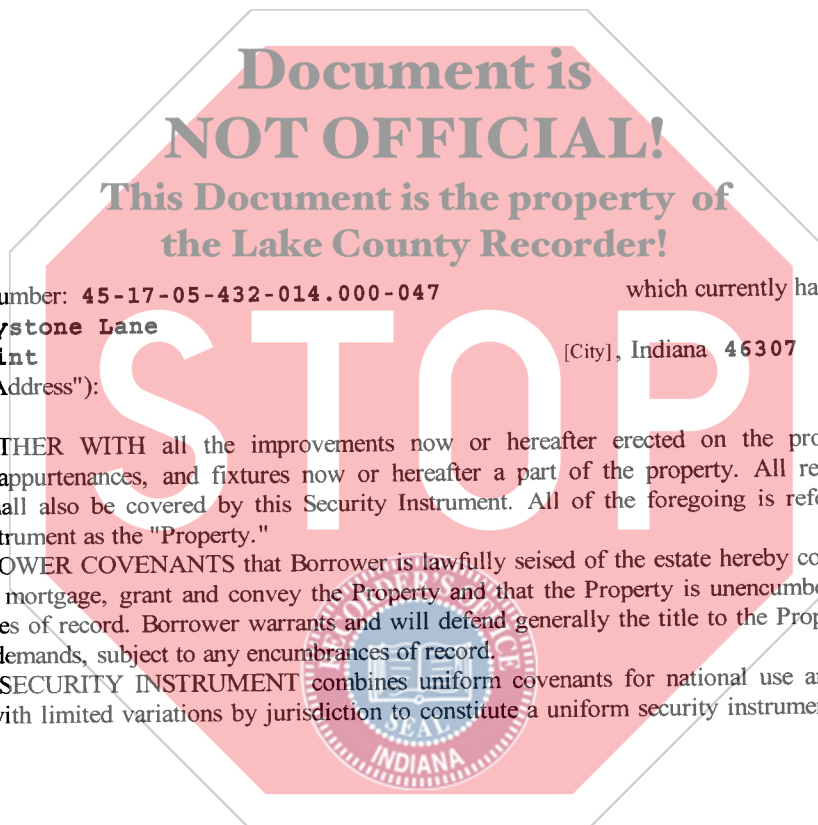 Document is
NOT OFFICIAL!
This Document is the property of
the Lake County Recorder!
umber: 45-17-05-432-014.000-047 which currently ha
ystone Lane
int [City], Indiana 46307
Address"):
STOP
THER WITH all the improvements now or hereafter erected on the pro
appurtenances, and fixtures now or hereafter a part of the property. All re
all also be covered by this Security Instrument. All of the foregoing is refe
trument as the "Property."
OWER COVENANTS that Borrower is lawfully seised of the estate hereby co
mortgage, grant and convey the Property and that the Property is unencumbe
es of record. Borrower warrants and will defend generally the title to the Prop
demands, subject to any encumbrances of record.
SECURITY INSTRUMENT combines uniform covenants for national use a
with limited variations by jurisdiction to constitute a uniform security instrume
RECORDER'S OFFICE
SEAL
INDIANA